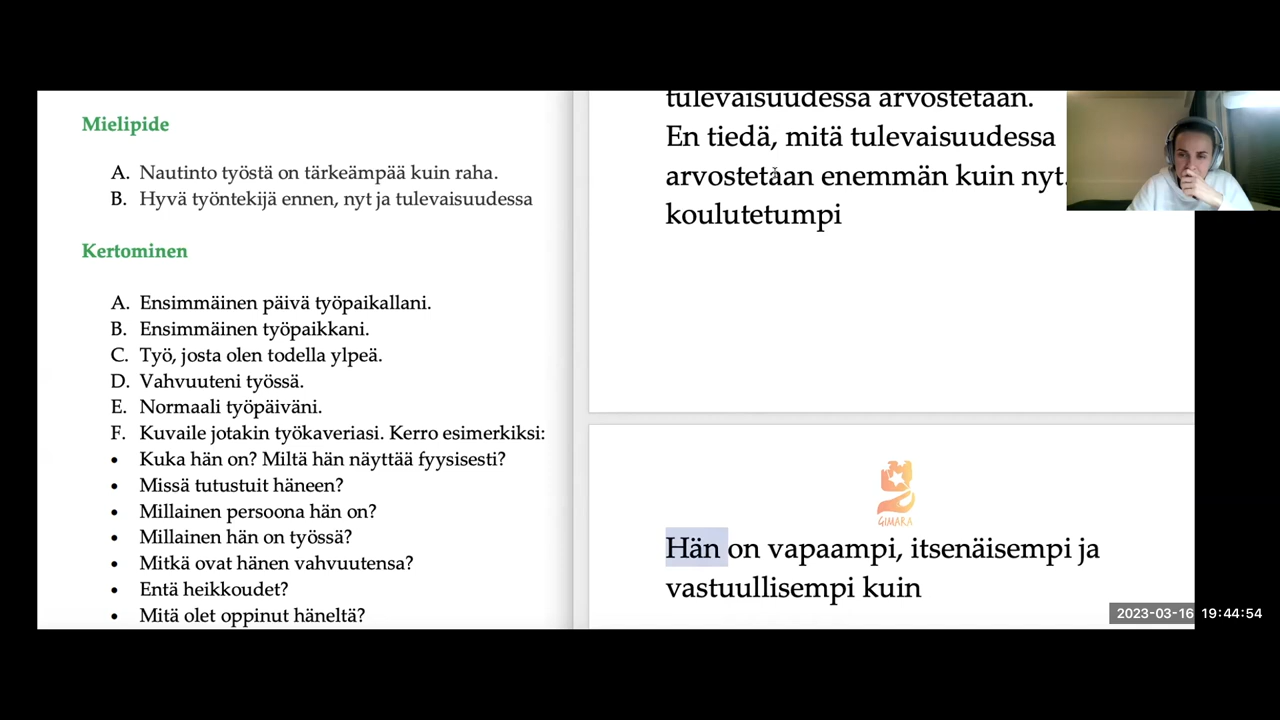 Mielipide
A. Nautinto työstä on tärkeämpää kuin raha.
B. Hyvä työntekijä ennen, nyt ja tulevaisuudessa
Kertominen
A. Ensimmäinen päivä työpaikallani.
B. Ensimmäinen työpaikkani.
C. Työ, josta olen todella ylpeä.
D. Vahvuuteni työssä.
E. Normaali työpäiväni.
F. Kuvaile jotakin työkaveriasi. Kerro esimerkiksi:
• Kuka hän on? Miltä hän näyttää fyysisesti?
• Missä tutustuit häneen?
• Millainen persoona hän on?
• Millainen hän on työssä?
• Mitkä ovat hänen vahvuutensa?
• Entä heikkoudet?
• Mitä olet oppinut häneltä?
tulevaisuudessa arvostetaan.
En tiedä, mitä tulevaisuudessa
arvostetaan enemmän kuin nyt.
koulutetumpi
GIMARA
Hän on vapaampi, itsenäisempi ja
vastuullisempi kuin
2023-03-16 19:44:54